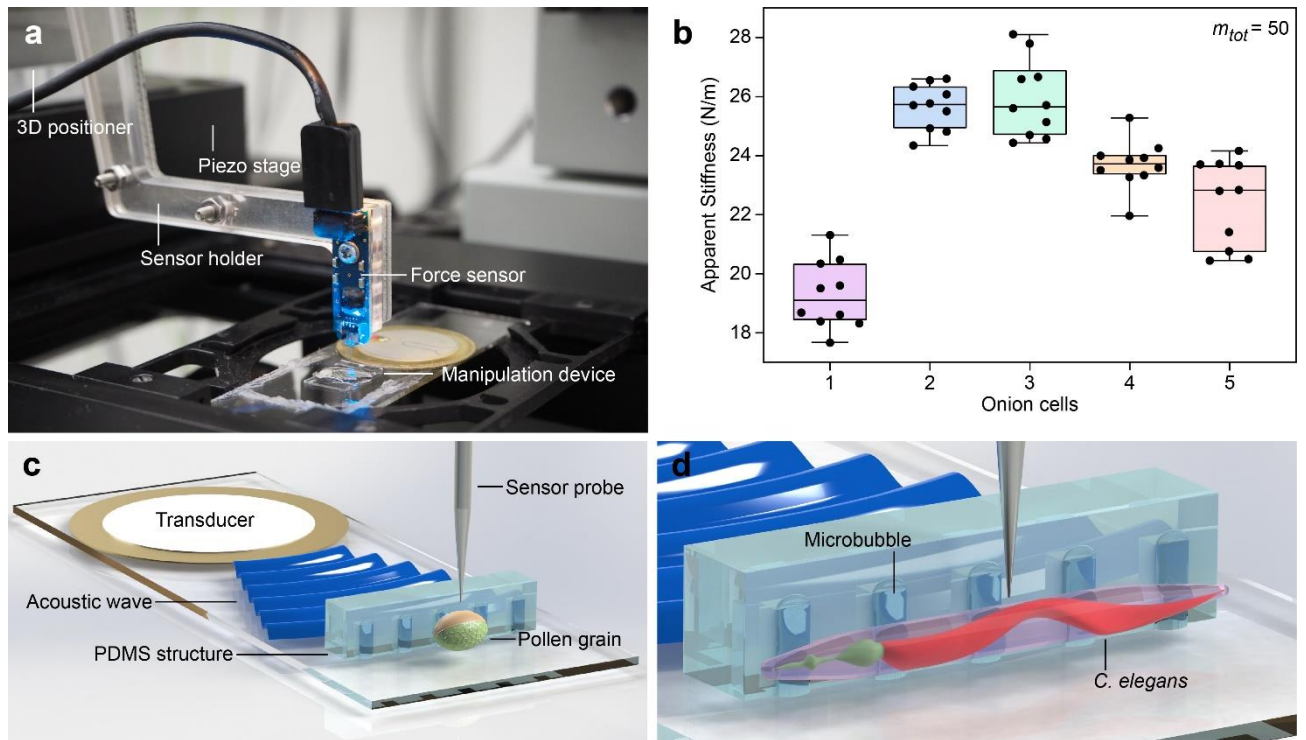 a
3D positioner
Piezo stage
Sensor holder
Force sensor
Manipulation device
b
m_tot = 50
Apparent Stiffness (N/m)
28
26
24
22
20
18
1 2 3 4 5
Onion cells
c
Transducer
Sensor probe
Acoustic wave
Pollen grain
PDMS structure
d
Microbubble
C. elegans